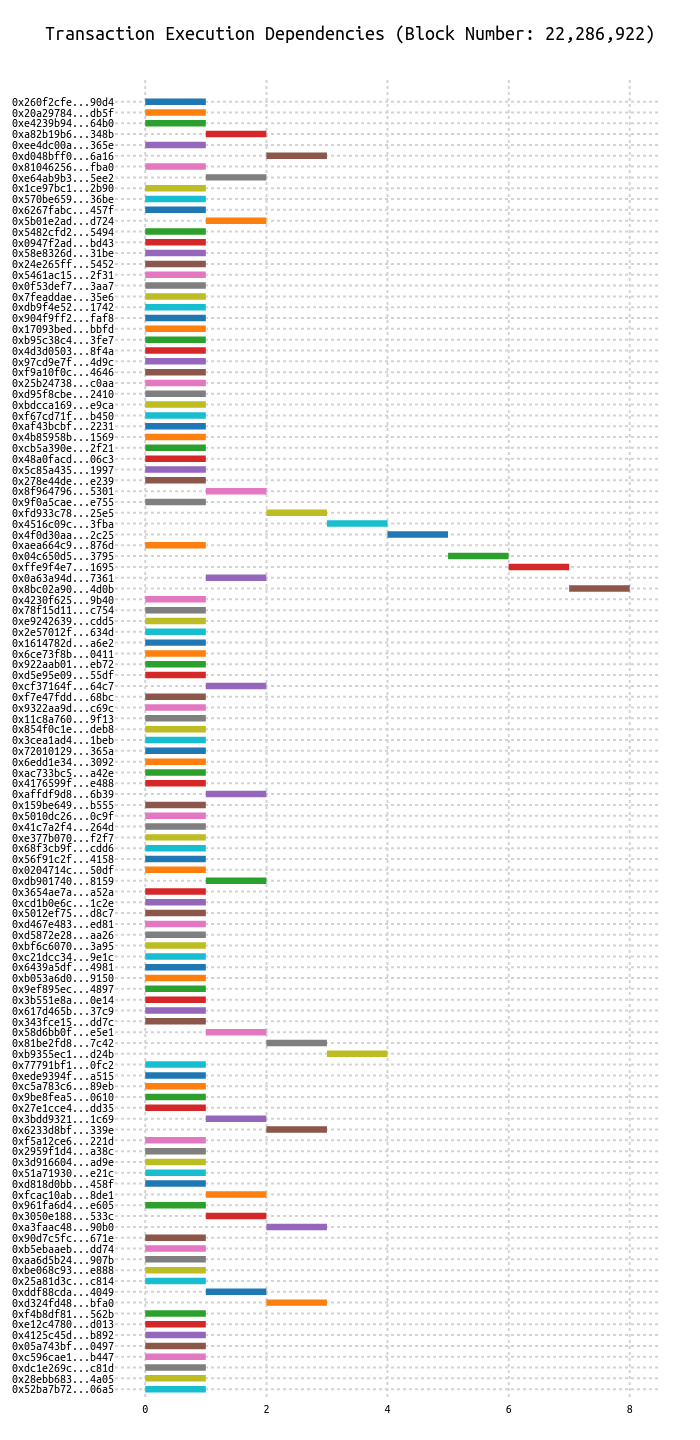 Transaction Execution Dependencies (Block Number: 22,286,922)
0x260f2cfe...90d4
0x20a29784...db5f
0xe4239b94...64b0
0xa82b19b6...348b
0xee4dc00a...365e
0xd048bff0...6a16
0x81046256...fba0
0xe64ab9b3...5ee2
0x1ce97bc1...2b90
0x570be659...36be
0x6267fabc...457f
0x5b01e2ad...d724
0x5482cfd2...5494
0x0947f2ad...bd43
0x58e8326d...31be
0x24e265ff...5452
0x5461ac15...2f31
0x0f53def7...3aa7
0x7feaddae...35e6
0xdb9f4e52...1742
0x904f9ff2...faf8
0x17093bed...bbfd
0xb95c38c4...3fe7
0x4d3d0503...8f4a
0x97cd9e7f...4d9c
0xf9a10f0c...4646
0x25b24738...c0aa
0xd95f8cbe...2410
0xbdcca169...e9ca
0xf67cd71f...b450
0xaf43bcbf...2231
0x4b85958b...1569
0xcb5a390e...2f21
0x48a0facd...06c3
0x5c85a435...1997
0x278e44de...e239
0x8f964796...5301
0x9f0a5cae...e755
0xfd933c78...25e5
0x4516c09c...3fba
0x4f0d30aa...2c25
0xaea664c9...876d
0x04c650d5...3795
0xffe9f4e7...1695
0x0a63a94d...7361
0x8bc02a90...4d0b
0x4230f625...9b40
0x78f15d11...c754
0xe9242639...cdd5
0x2e57012f...634d
0x1614782d...a6e2
0x6ce73f8b...0411
0x922aab01...eb72
0xd5e95e09...55df
0xcf37164f...64c7
0xf7e47fdd...68bc
0x9322aa9d...c69c
0x11c8a760...9f13
0x854f0c1e...deb8
0x3cea1ad4...1beb
0x72010129...365a
0x6edd1e34...3092
0xac733bc5...a42e
0x4176599f...e488
0xaffdf9d8...6b39
0x159be649...b555
0x5010dc26...0c9f
0x41c7a2f4...264d
0xe377b070...f2f7
0x68f3cb9f...cdd6
0x56f91c2f...4158
0x0204714c...50df
0xdb901740...8159
0x3654ae7a...a52a
0xcd1b0e6c...1c2e
0x5012ef75...d8c7
0xd467e483...ed81
0xd5872e28...aa26
0xbf6c6070...3a95
0xc21dcc34...9e1c
0x6439a5df...4981
0xb053a6d0...9150
0x9ef895ec...4897
0x3b551e8a...0e14
0x617d465b...37c9
0x343fce15...dd7c
0x58d6bb0f...e5e1
0x81be2fd8...7c42
0xb9355ec1...d24b
0x77791bf1...0fc2
0xede9394f...a515
0xc5a783c6...89eb
0x9be8fea5...0610
0x27e1cce4...dd35
0x3bdd9321...1c69
0x6233d8bf...339e
0xf5a12ce6...221d
0x2959f1d4...a38c
0x3d916604...ad9e
0x51a71930...e21c
0xd818d0bb...458f
0xfcac10ab...8de1
0x961fa6d4...e605
0x3050e188...533c
0xa3faac48...90b0
0x90d7c5fc...671e
0xb5ebaaeb...dd74
0xaa6d5b24...907b
0xbe068c93...e888
0x25a81d3c...c814
0xddf88cda...4049
0xd324fd48...bfa0
0xf4b8df81...562b
0xe12c4780...d013
0x4125c45d...b892
0x05a743bf...0497
0xc596cae1...b447
0xdc1e269c...c81d
0x28ebb683...4a05
0x52ba7b72...06a5
0 2 4 6 8